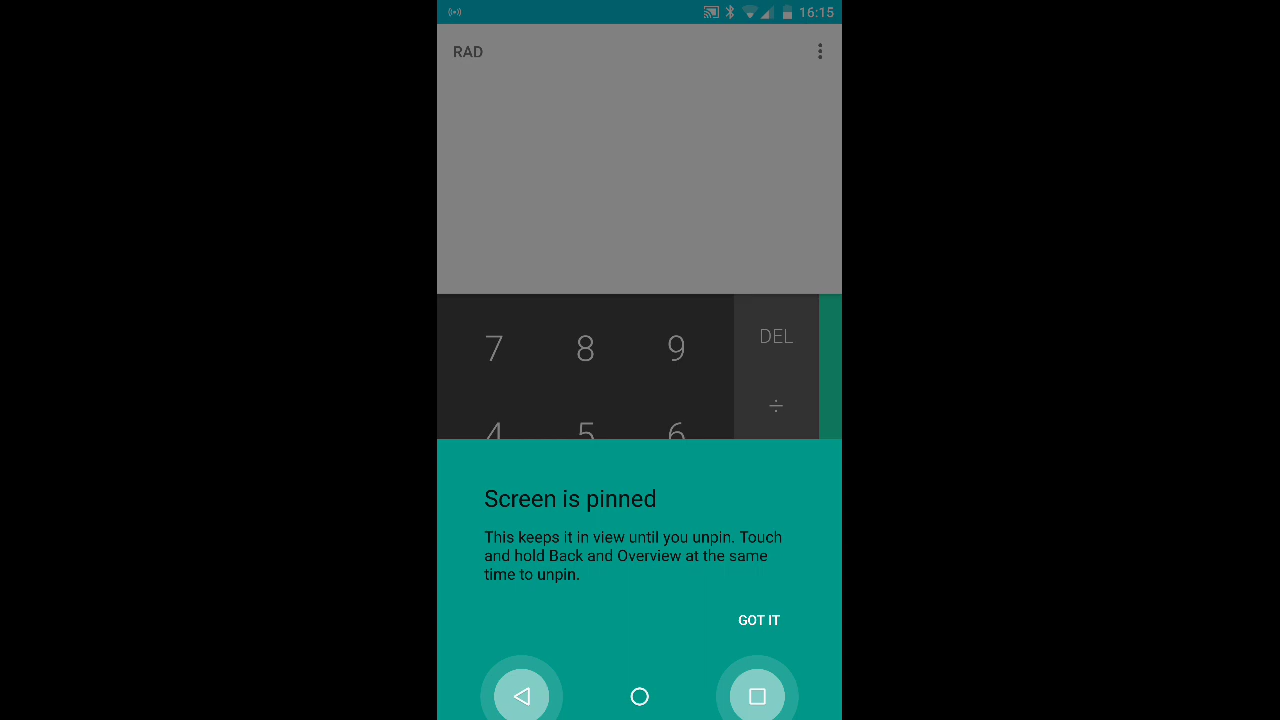 16:15
RAD
7 8 9 DEL
÷
4 5 6
Screen is pinned
This keeps it in view until you unpin. Touch
and hold Back and Overview at the same
time to unpin.
GOT IT